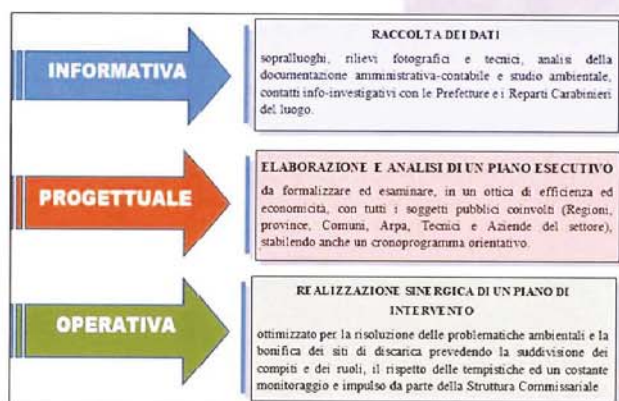 INFORMATIVA
RACCOLTA DEI DATI
sopralluoghi, rilievi fotografici e tecnici, analisi della
documentazione amministrativa-contabile e studio ambientale,
contatti info-investigativi con le Prefetture e i Reparti Carabinieri
del luogo.
PROGETTUALE
ELABORAZIONE E ANALISI DI UN PIANO ESECUTIVO
da formalizzare ed esaminare, in un ottica di efficienza ed
economicità, con tutti i soggetti pubblici coinvolti (Regioni,
province, Comuni, Arpa, Tecnici e Aziende del settore),
stabilendo anche un cronoprogramma orientativo.
OPERATIVA
REALIZZAZIONE SINERGICA DI UN PIANO DI
INTERVENTO
ottimizzato per la risoluzione delle problematiche ambientali e la
bonifica dei siti di discarica prevedendo la suddivisione dei
compiti e dei ruoli, il rispetto delle tempistiche ed un costante
monitoraggio e impulso da parte della Struttura Commissariale